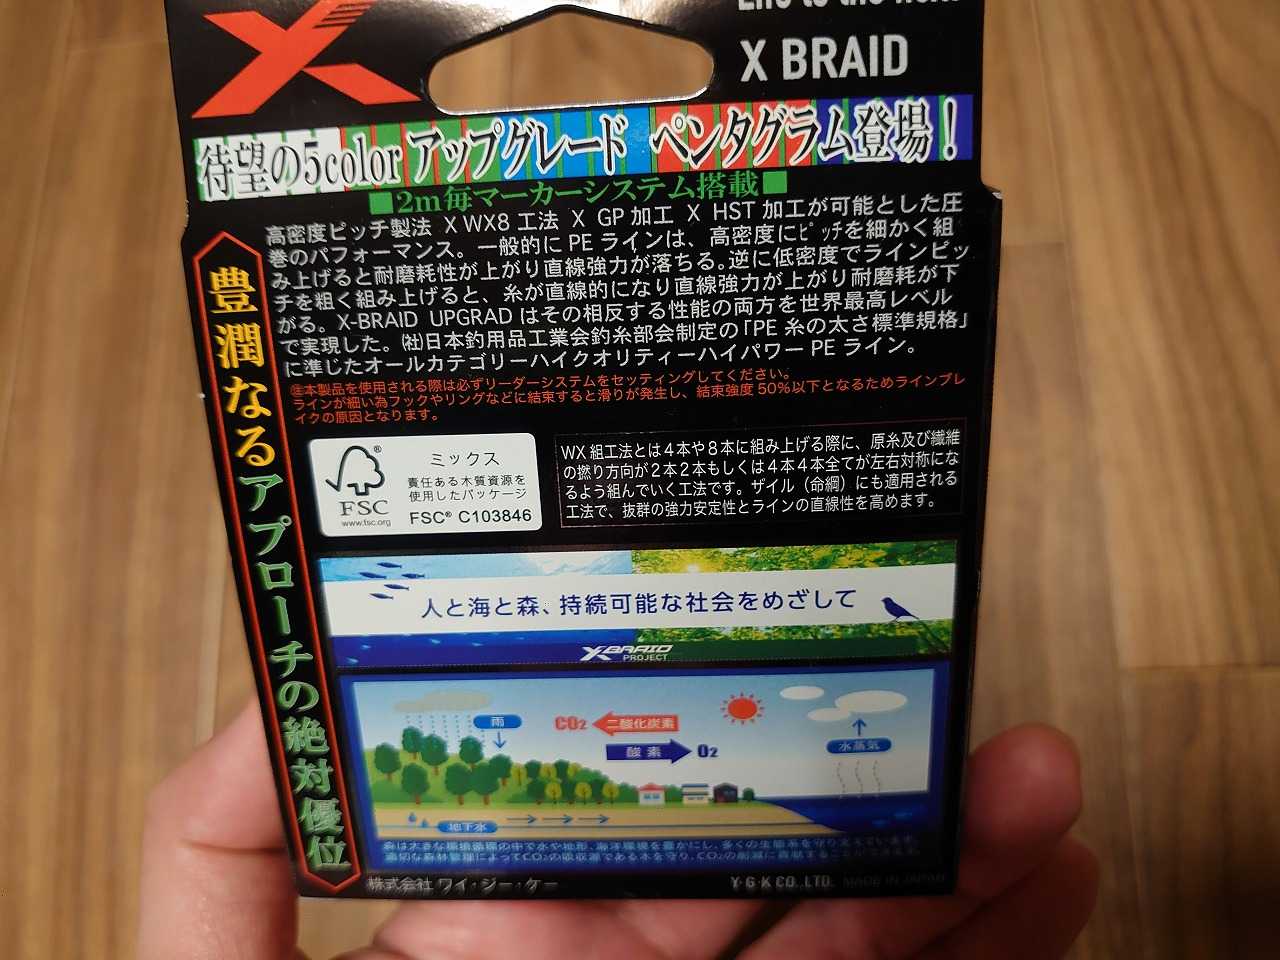 X BRAID
待望の5color アップグレード ペンタグラム登場！
■2m毎マーカーシステム搭載■
高密度ピッチ製法 X WX8 工法 X GP 加工 X HST 加工が可能とした圧
巻のパフォーマンス。一般的に PE ラインは、高密度にピッチを細かく組
み上げると耐磨耗性が上がり直線強力が落ちる。逆に低密度でラインピッ
チを粗く組み上げると、糸が直線的になり直線強力が上がり耐磨耗が下
がる。X-BRAID UPGRAD はその相反する性能の両方を世界最高レベル
で実現した。㈳日本釣用品工業会釣糸部会制定の「PE 糸の太さ標準規格」
に準じたオールカテゴリーハイクオリティーハイパワー PE ライン。
本製品を使用される際は必ずリーダーシステムをセッティングしてください。
ラインが細い為フックやリングなどに結束すると滑りが発生し、結束強度 50%以下となるためラインブレ
イクの原因となります。
豊潤なるアプローチの絶対優位
FSC
www.fsc.org
ミックス
責任ある木質資源を
使用したパッケージ
FSC® C103846
WX 組工法とは４本や８本に組み上げる際に、原糸及び繊維
の撚り方向が２本２本もしくは４本４本全てが左右対称にな
るよう組んでいく工法です。ザイル（命綱）にも適用される
工法で、抜群の強力安定性とラインの直線性を高めます。
人と海と森、持続可能な社会をめざして
X BRAID
PROJECT
雨
CO2 二酸化炭素
酸素 O2
水蒸気
地下水
株式会社 ワイ・ジー・ケー
Y・G・K CO.,LTD. MADE IN JAPAN